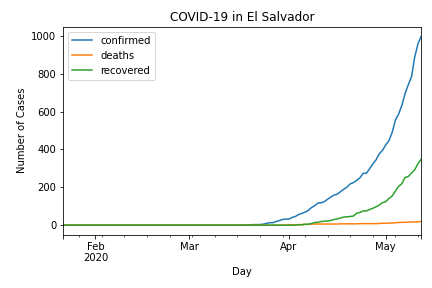 COVID-19 in El Salvador
confirmed
deaths
recovered
1000
800
600
400
200
0
Number of Cases
Feb
2020
Mar
Apr
May
Day